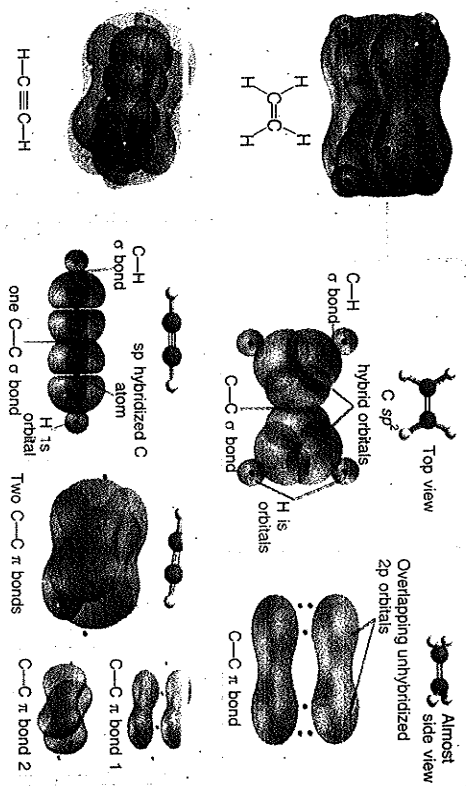 H H
C=C
H H
Top view
C sp²
hybrid orbitals
C—H
σ bond
C—C σ bond
H is
orbitals
Almost
side view
Overlapping unhybridized
2p orbitals
C—C π bond
H—C≡C—H
sp hybridized C
atom
C—H
σ bond
one C—C σ bond
H 1s
orbital
Two C—C π bonds
C—C π bond 1
C—C π bond 2